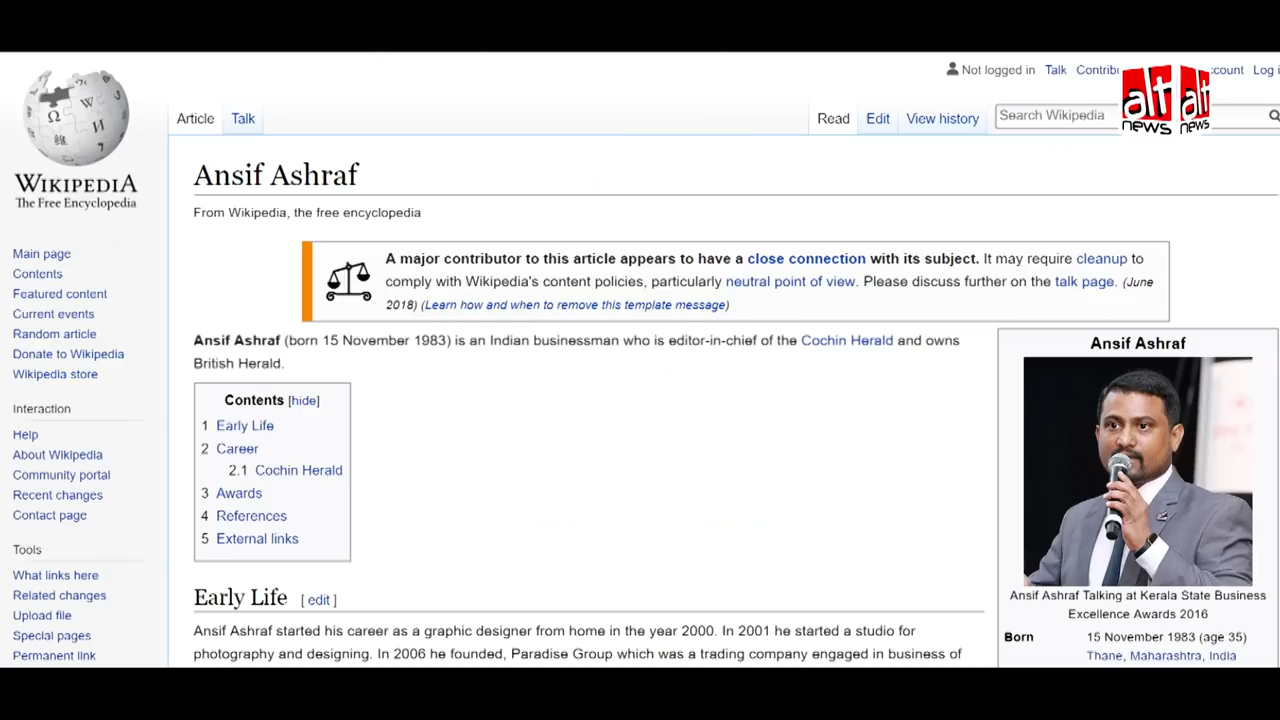 Not logged in Talk
alt alt
news news
Log
WIKIPEDIA
The Free Encyclopedia
Article Talk Read Edit View history Search Wikipedia
Ansif Ashraf
From Wikipedia, the free encyclopedia
A major contributor to this article appears to have a close connection with its subject. It may require cleanup to
comply with Wikipedia's content policies, particularly neutral point of view. Please discuss further on the talk page. (June
2018) (Learn how and when to remove this template message)
Main page
Contents
Featured content
Current events
Random article
Donate to Wikipedia
Wikipedia store
Interaction
Help
About Wikipedia
Community portal
Recent changes
Contact page
Tools
What links here
Related changes
Upload file
Special pages
Permanent link
Ansif Ashraf (born 15 November 1983) is an Indian businessman who is editor-in-chief of the Cochin Herald and owns
British Herald.
Contents [hide]
1 Early Life
2 Career
2.1 Cochin Herald
3 Awards
4 References
5 External links
Early Life [ edit ]
Ansif Ashraf started his career as a graphic designer from home in the year 2000. In 2001 he started a studio for
photography and designing. In 2006 he founded, Paradise Group which was a trading company engaged in business of
Ansif Ashraf
Ansif Ashraf Talking at Kerala State Business
Excellence Awards 2016
Born 15 November 1983 (age 35)
Thane, Maharashtra, India